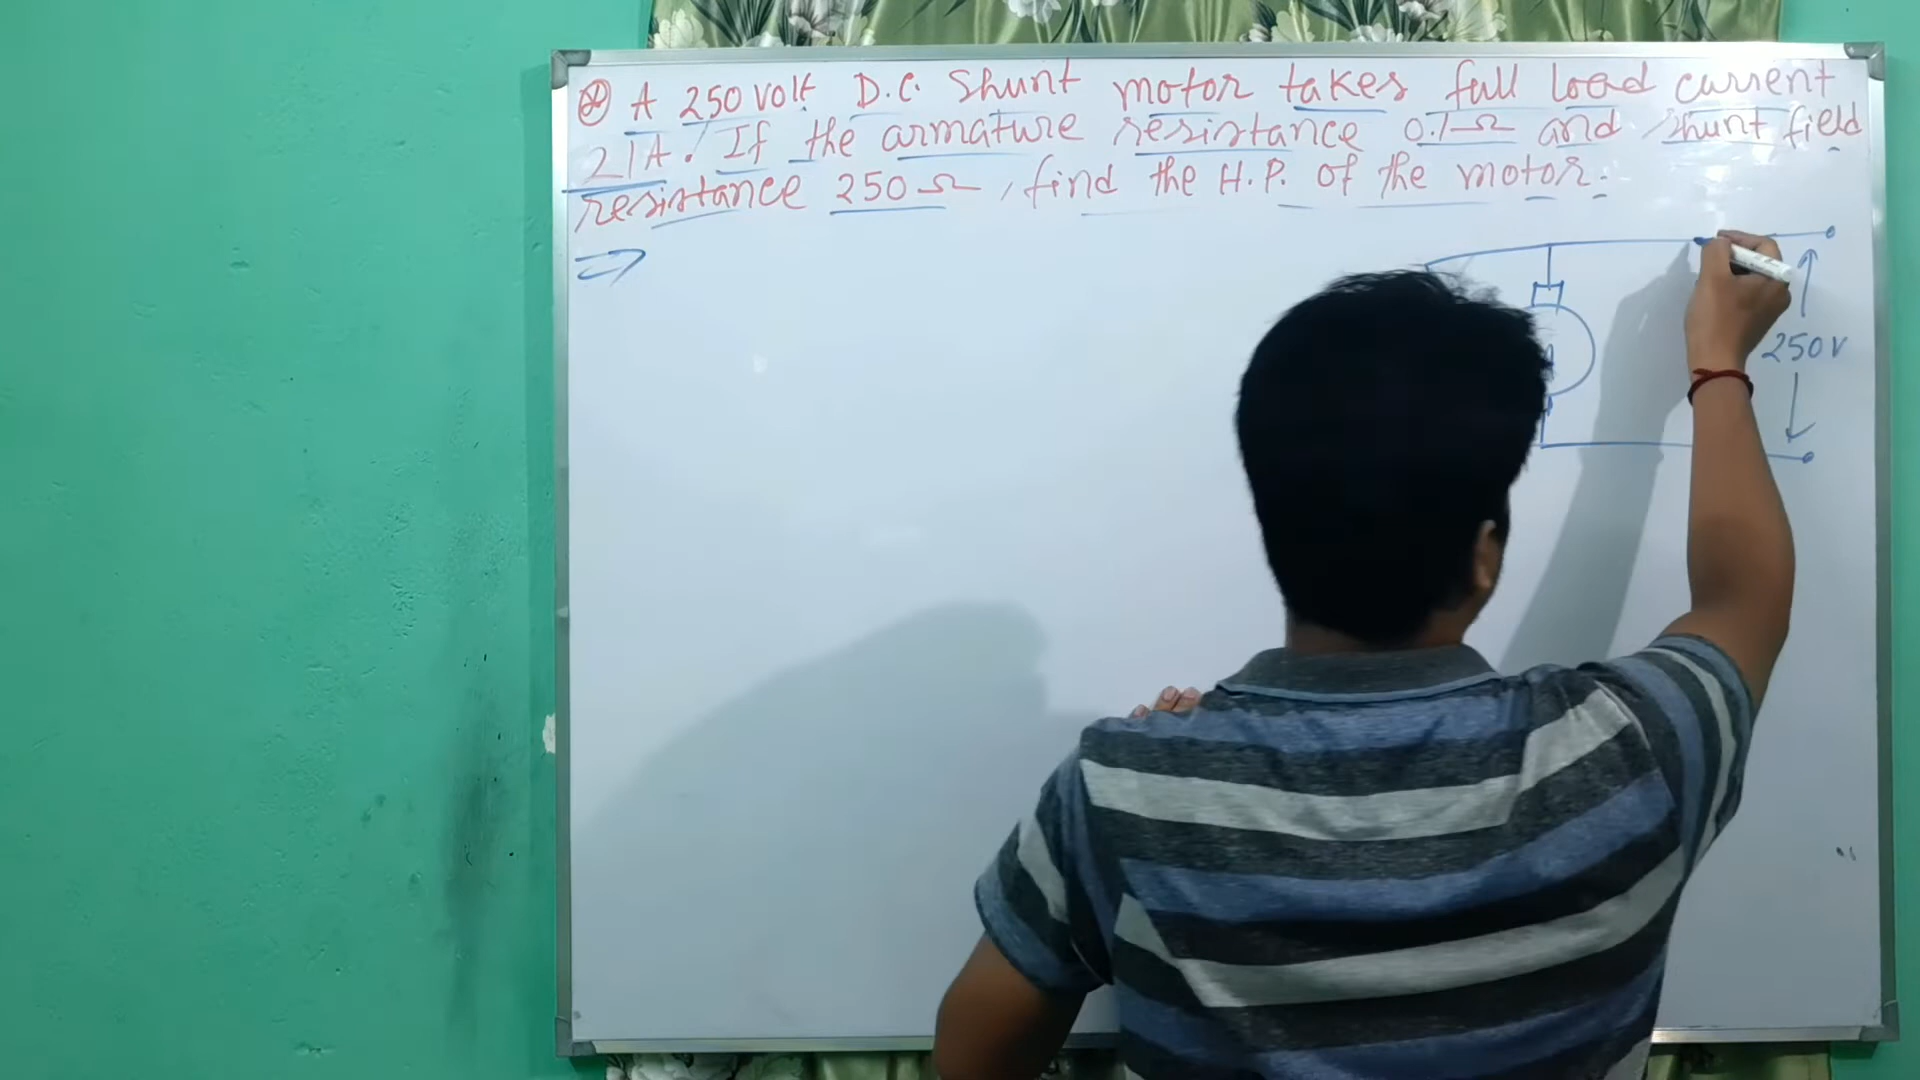 A 250 volt D.C. Shunt motor takes full load current
21A. If the armature resistance 0.1Ω and shunt field
resistance 250Ω, find the H.P. of the motor.
⇒
250V